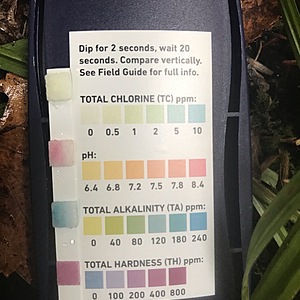 Dip for 2 seconds, wait 20
seconds. Compare vertically.
See Field Guide for full info.
TOTAL CHLORINE (TC) ppm:
0 0.5 1 2 5 10
pH:
6.4 6.8 7.2 7.5 7.8 8.4
TOTAL ALKALINITY (TA) ppm:
0 40 80 120 180 240
TOTAL HARDNESS (TH) ppm:
0 100 200 400 800